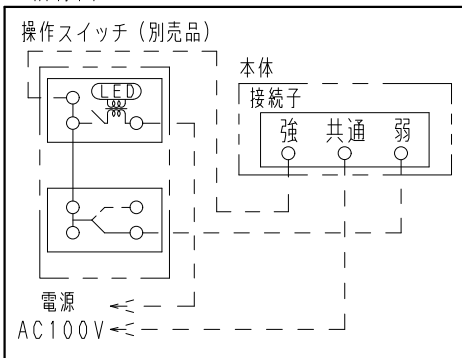 操作スイッチ(別売品)
LED
本体
接続子
強 共通 弱
電源
AC100V